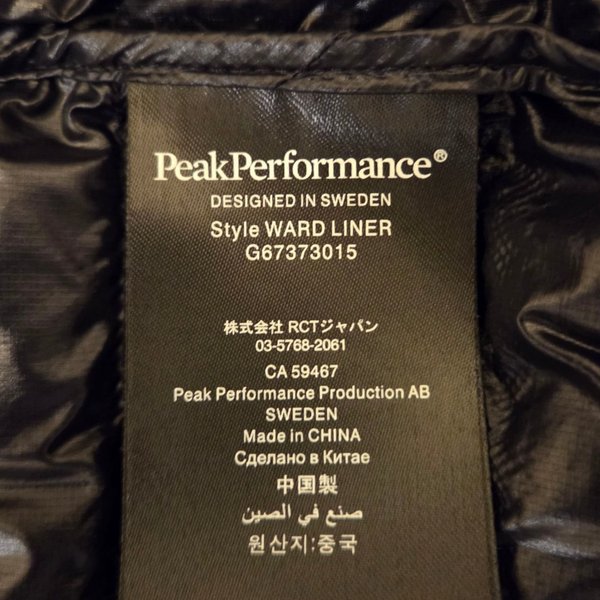 PeakPerformance®
DESIGNED IN SWEDEN
Style WARD LINER
G67373015
株式会社 RCTジャパン
03-5768-2061
CA 59467
Peak Performance Production AB
SWEDEN
Made in CHINA
Сделано в Китае
中国製
صنع في الصين
원산지:중국